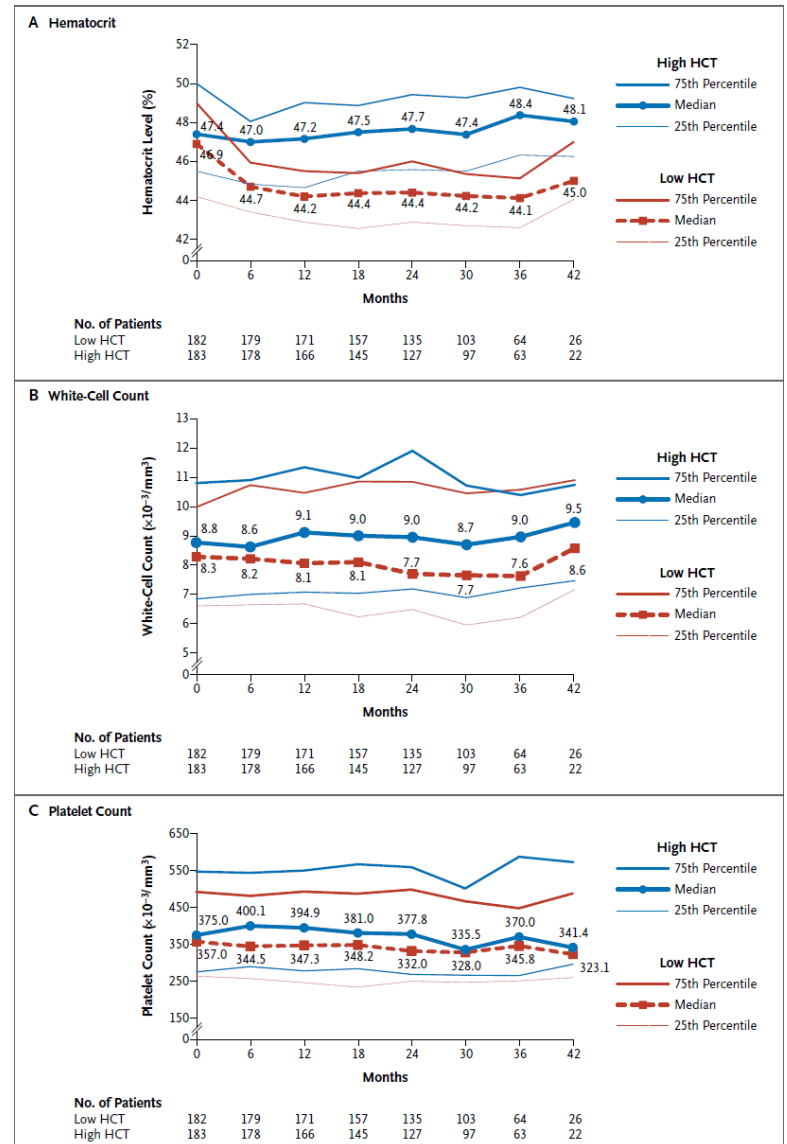 A Hematocrit
Hematocrit Level (%)
52
50
48
46
44
42
0
47.4 47.0 47.2 47.5 47.7 47.4 48.4 48.1
46.9 44.7 44.2 44.4 44.4 44.2 44.1 45.0
0 6 12 18 24 30 36 42
Months
High HCT
75th Percentile
Median
25th Percentile
Low HCT
75th Percentile
Median
25th Percentile
No. of Patients
Low HCT 182 179 171 157 135 103 64 26
High HCT 183 178 166 145 127 97 63 22
B White-Cell Count
White-Cell Count (×10⁻³/mm³)
13
12
11
10
9
8
7
6
5
0
8.8 8.6 9.1 9.0 9.0 8.7 9.0 9.5
8.3 8.2 8.1 8.1 7.7 7.7 7.6 8.6
0 6 12 18 24 30 36 42
Months
High HCT
75th Percentile
Median
25th Percentile
Low HCT
75th Percentile
Median
25th Percentile
No. of Patients
Low HCT 182 179 171 157 135 103 64 26
High HCT 183 178 166 145 127 97 63 22
C Platelet Count
Platelet Count (×10⁻³/mm³)
650
550
450
350
250
150
0
375.0 400.1 394.9 381.0 377.8 335.5 370.0 341.4
357.0 344.5 347.3 348.2 332.0 328.0 345.8 323.1
0 6 12 18 24 30 36 42
Months
High HCT
75th Percentile
Median
25th Percentile
Low HCT
75th Percentile
Median
25th Percentile
No. of Patients
Low HCT 182 179 171 157 135 103 64 26
High HCT 183 178 166 145 127 97 63 22